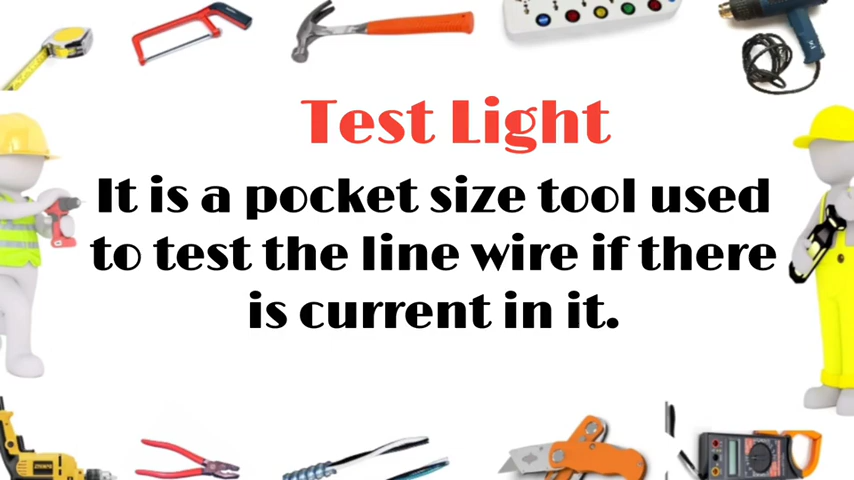 Test Light
It is a pocket size tool used
to test the line wire if there
is current in it.